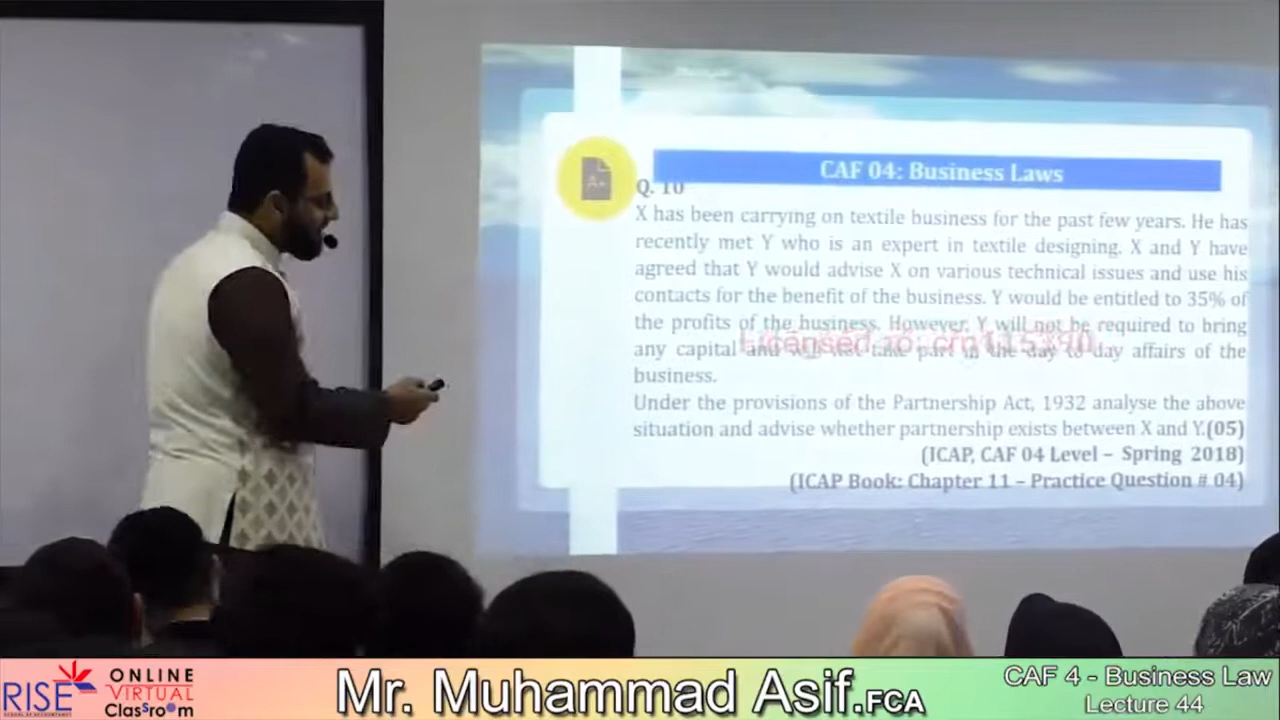 CAF 04: Business Laws
A+
Q. 10
X has been carrying on textile business for the past few years. He has
recently met Y who is an expert in textile designing. X and Y have
agreed that Y would advise X on various technical issues and use his
contacts for the benefit of the business. Y would be entitled to 35% of
the profits of the business. However, Y will not be required to bring
any capital and will not take part in the day to day affairs of the
business.
Under the provisions of the Partnership Act, 1932 analyse the above
situation and advise whether partnership exists between X and Y.(05)
(ICAP, CAF 04 Level – Spring 2018)
(ICAP Book: Chapter 11 – Practice Question # 04)
Licensed to:
RISE
ONLINE
VIRTUAL
Classroom
Mr. Muhammad Asif.FCA
CAF 4 - Business Law
Lecture 44